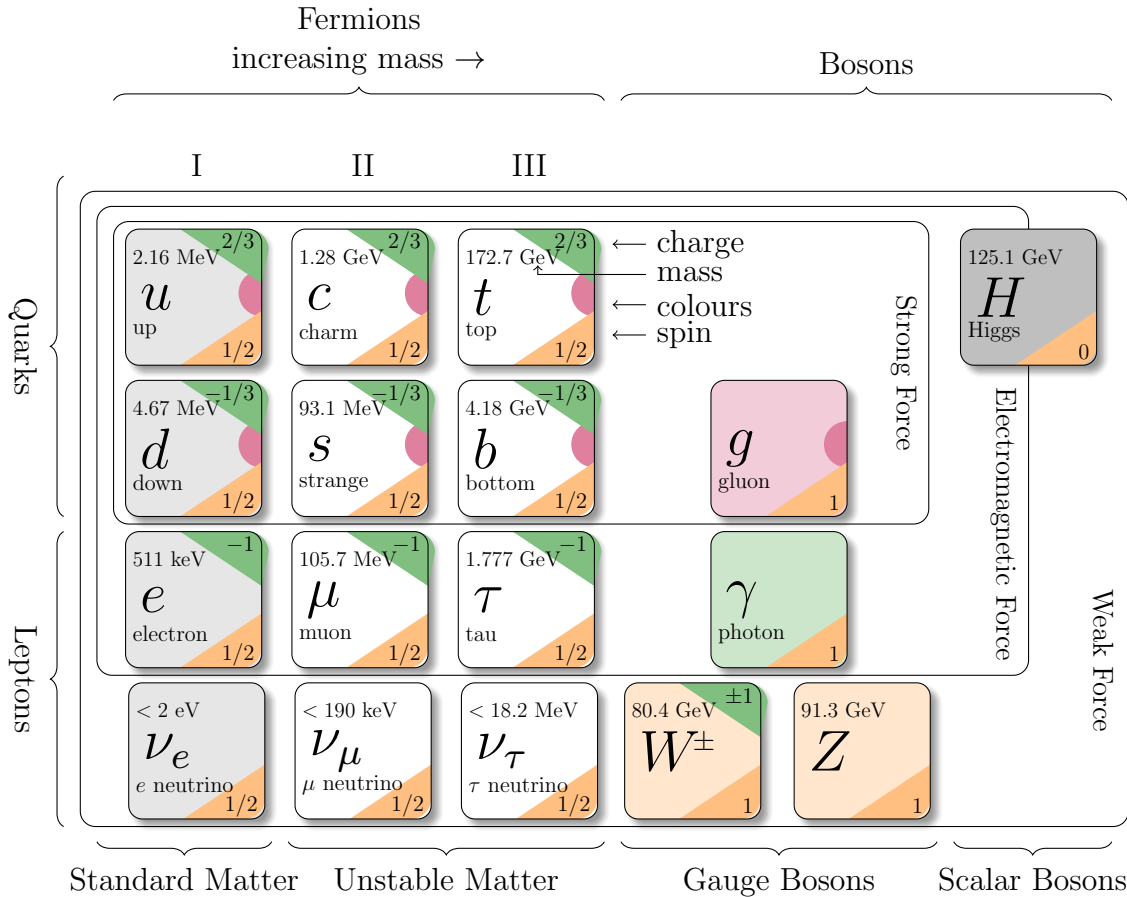 Fermions
increasing mass →
Bosons
I
II
III
Quarks
Leptons
2/3
2.16 MeV
u
up
1/2
2/3
1.28 GeV
c
charm
1/2
2/3
172.7 GeV
t
top
1/2
← charge
mass
← colours
← spin
Strong Force
125.1 GeV
H
Higgs
0
−1/3
4.67 MeV
d
down
1/2
−1/3
93.1 MeV
s
strange
1/2
−1/3
4.18 GeV
b
bottom
1/2
g
gluon
1
Electromagnetic Force
−1
511 keV
e
electron
1/2
−1
105.7 MeV
μ
muon
1/2
−1
1.777 GeV
τ
tau
1/2
γ
photon
1
Weak Force
< 2 eV
νe
e neutrino
1/2
< 190 keV
νμ
μ neutrino
1/2
< 18.2 MeV
ντ
τ neutrino
1/2
±1
80.4 GeV
W±
1
91.3 GeV
Z
1
Standard Matter
Unstable Matter
Gauge Bosons
Scalar Bosons